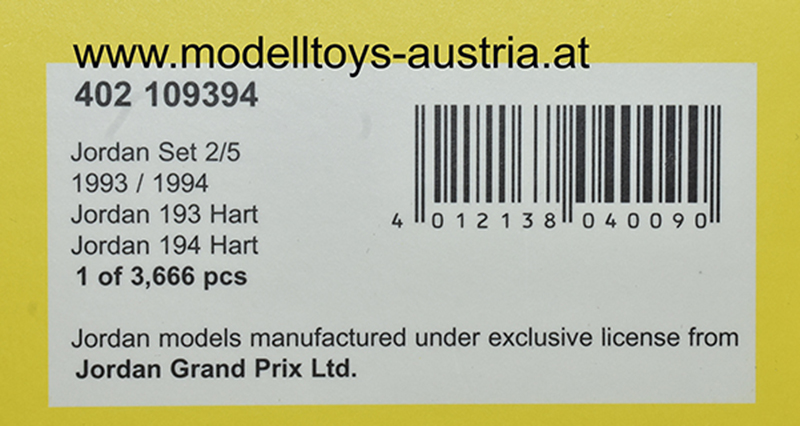 www.modelltoys-austria.at
402 109394
Jordan Set 2/5
1993 / 1994
Jordan 193 Hart
Jordan 194 Hart
1 of 3,666 pcs
4 012138 040090
Jordan models manufactured under exclusive license from
Jordan Grand Prix Ltd.